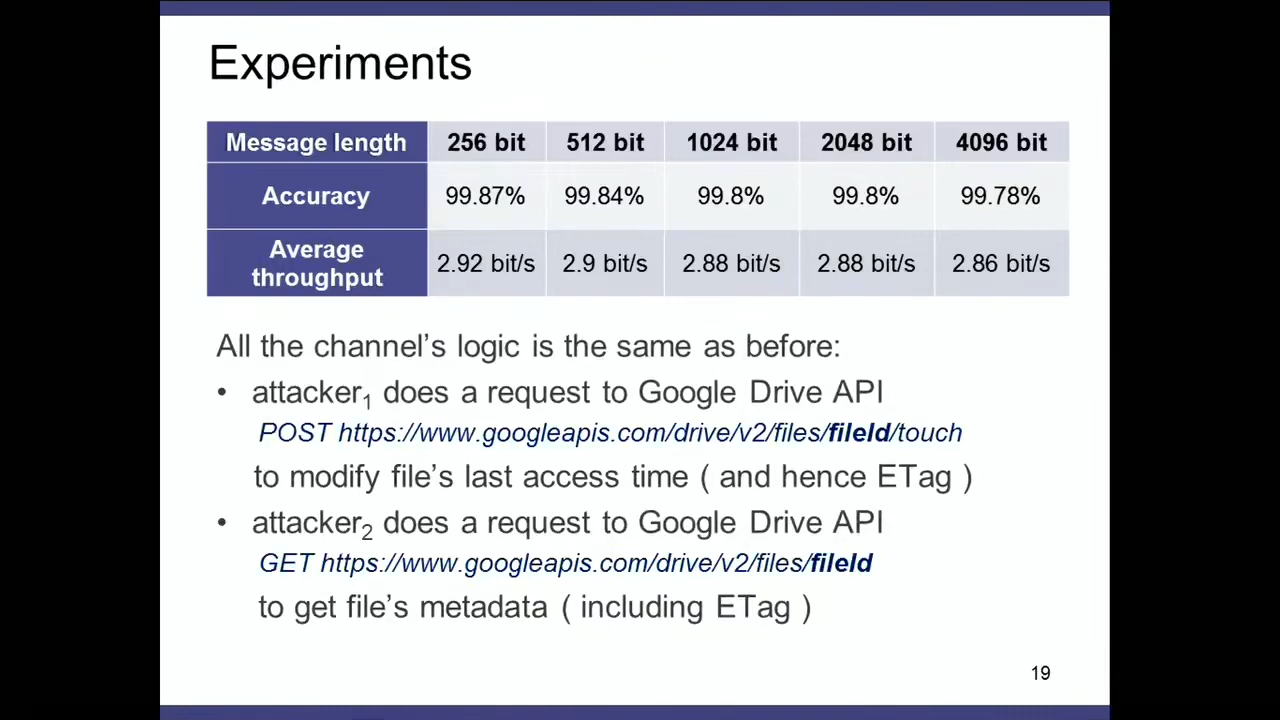 Experiments
Message length 256 bit 512 bit 1024 bit 2048 bit 4096 bit
Accuracy 99.87% 99.84% 99.8% 99.8% 99.78%
Average throughput 2.92 bit/s 2.9 bit/s 2.88 bit/s 2.88 bit/s 2.86 bit/s
All the channel’s logic is the same as before:
• attacker1 does a request to Google Drive API
POST https://www.googleapis.com/drive/v2/files/fileId/touch
to modify file’s last access time ( and hence ETag )
• attacker2 does a request to Google Drive API
GET https://www.googleapis.com/drive/v2/files/fileId
to get file’s metadata ( including ETag )
19